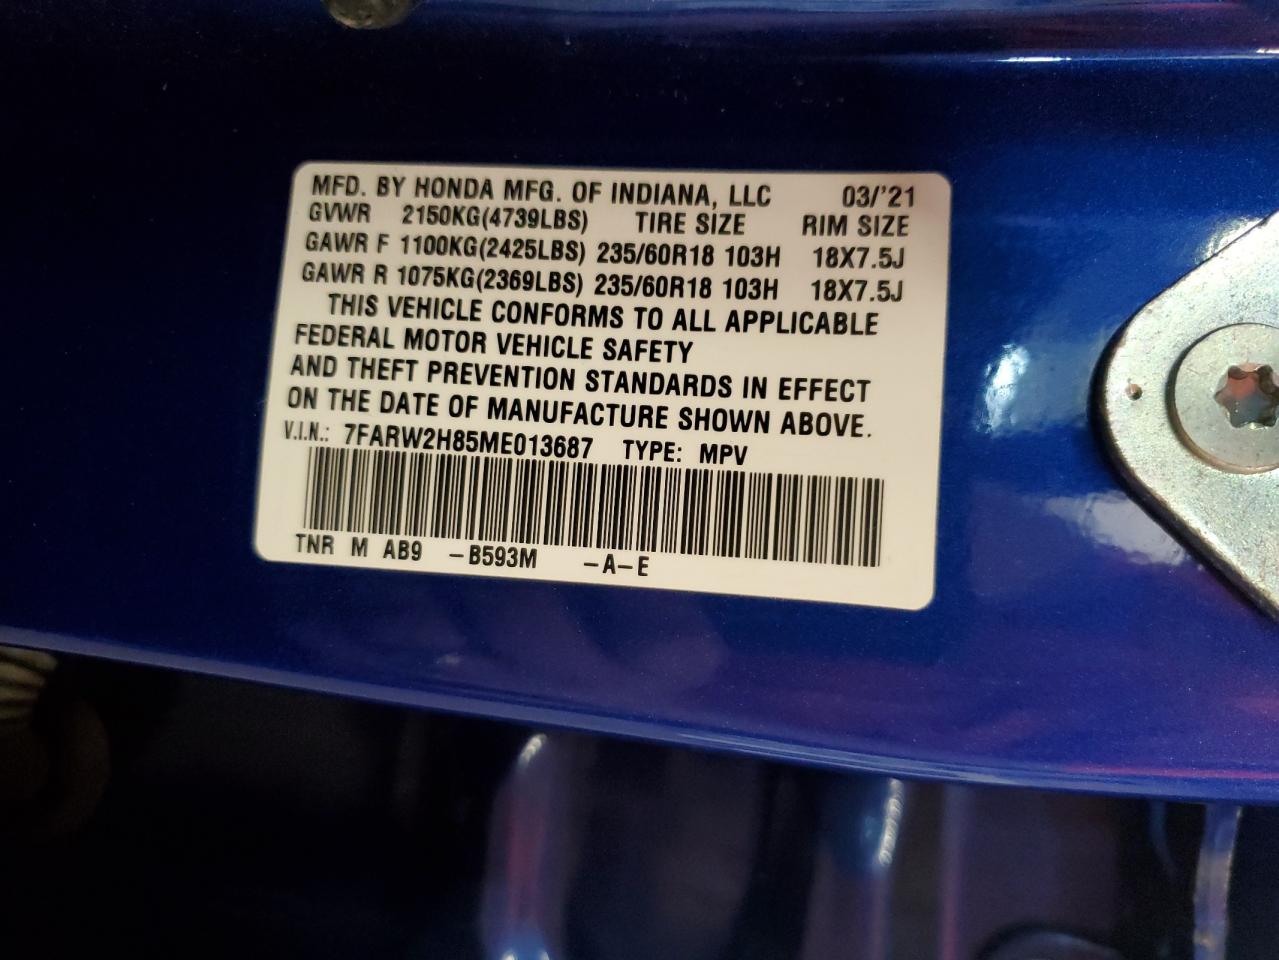 MFD. BY HONDA MFG. OF INDIANA, LLC 03/'21
GVWR 2150KG(4739LBS) TIRE SIZE RIM SIZE
GAWR F 1100KG(2425LBS) 235/60R18 103H 18X7.5J
GAWR R 1075KG(2369LBS) 235/60R18 103H 18X7.5J
THIS VEHICLE CONFORMS TO ALL APPLICABLE
FEDERAL MOTOR VEHICLE SAFETY
AND THEFT PREVENTION STANDARDS IN EFFECT
ON THE DATE OF MANUFACTURE SHOWN ABOVE.
V.I.N.: 7FARW2H85ME013687 TYPE: MPV
TNR M AB9 -B593M -A-E